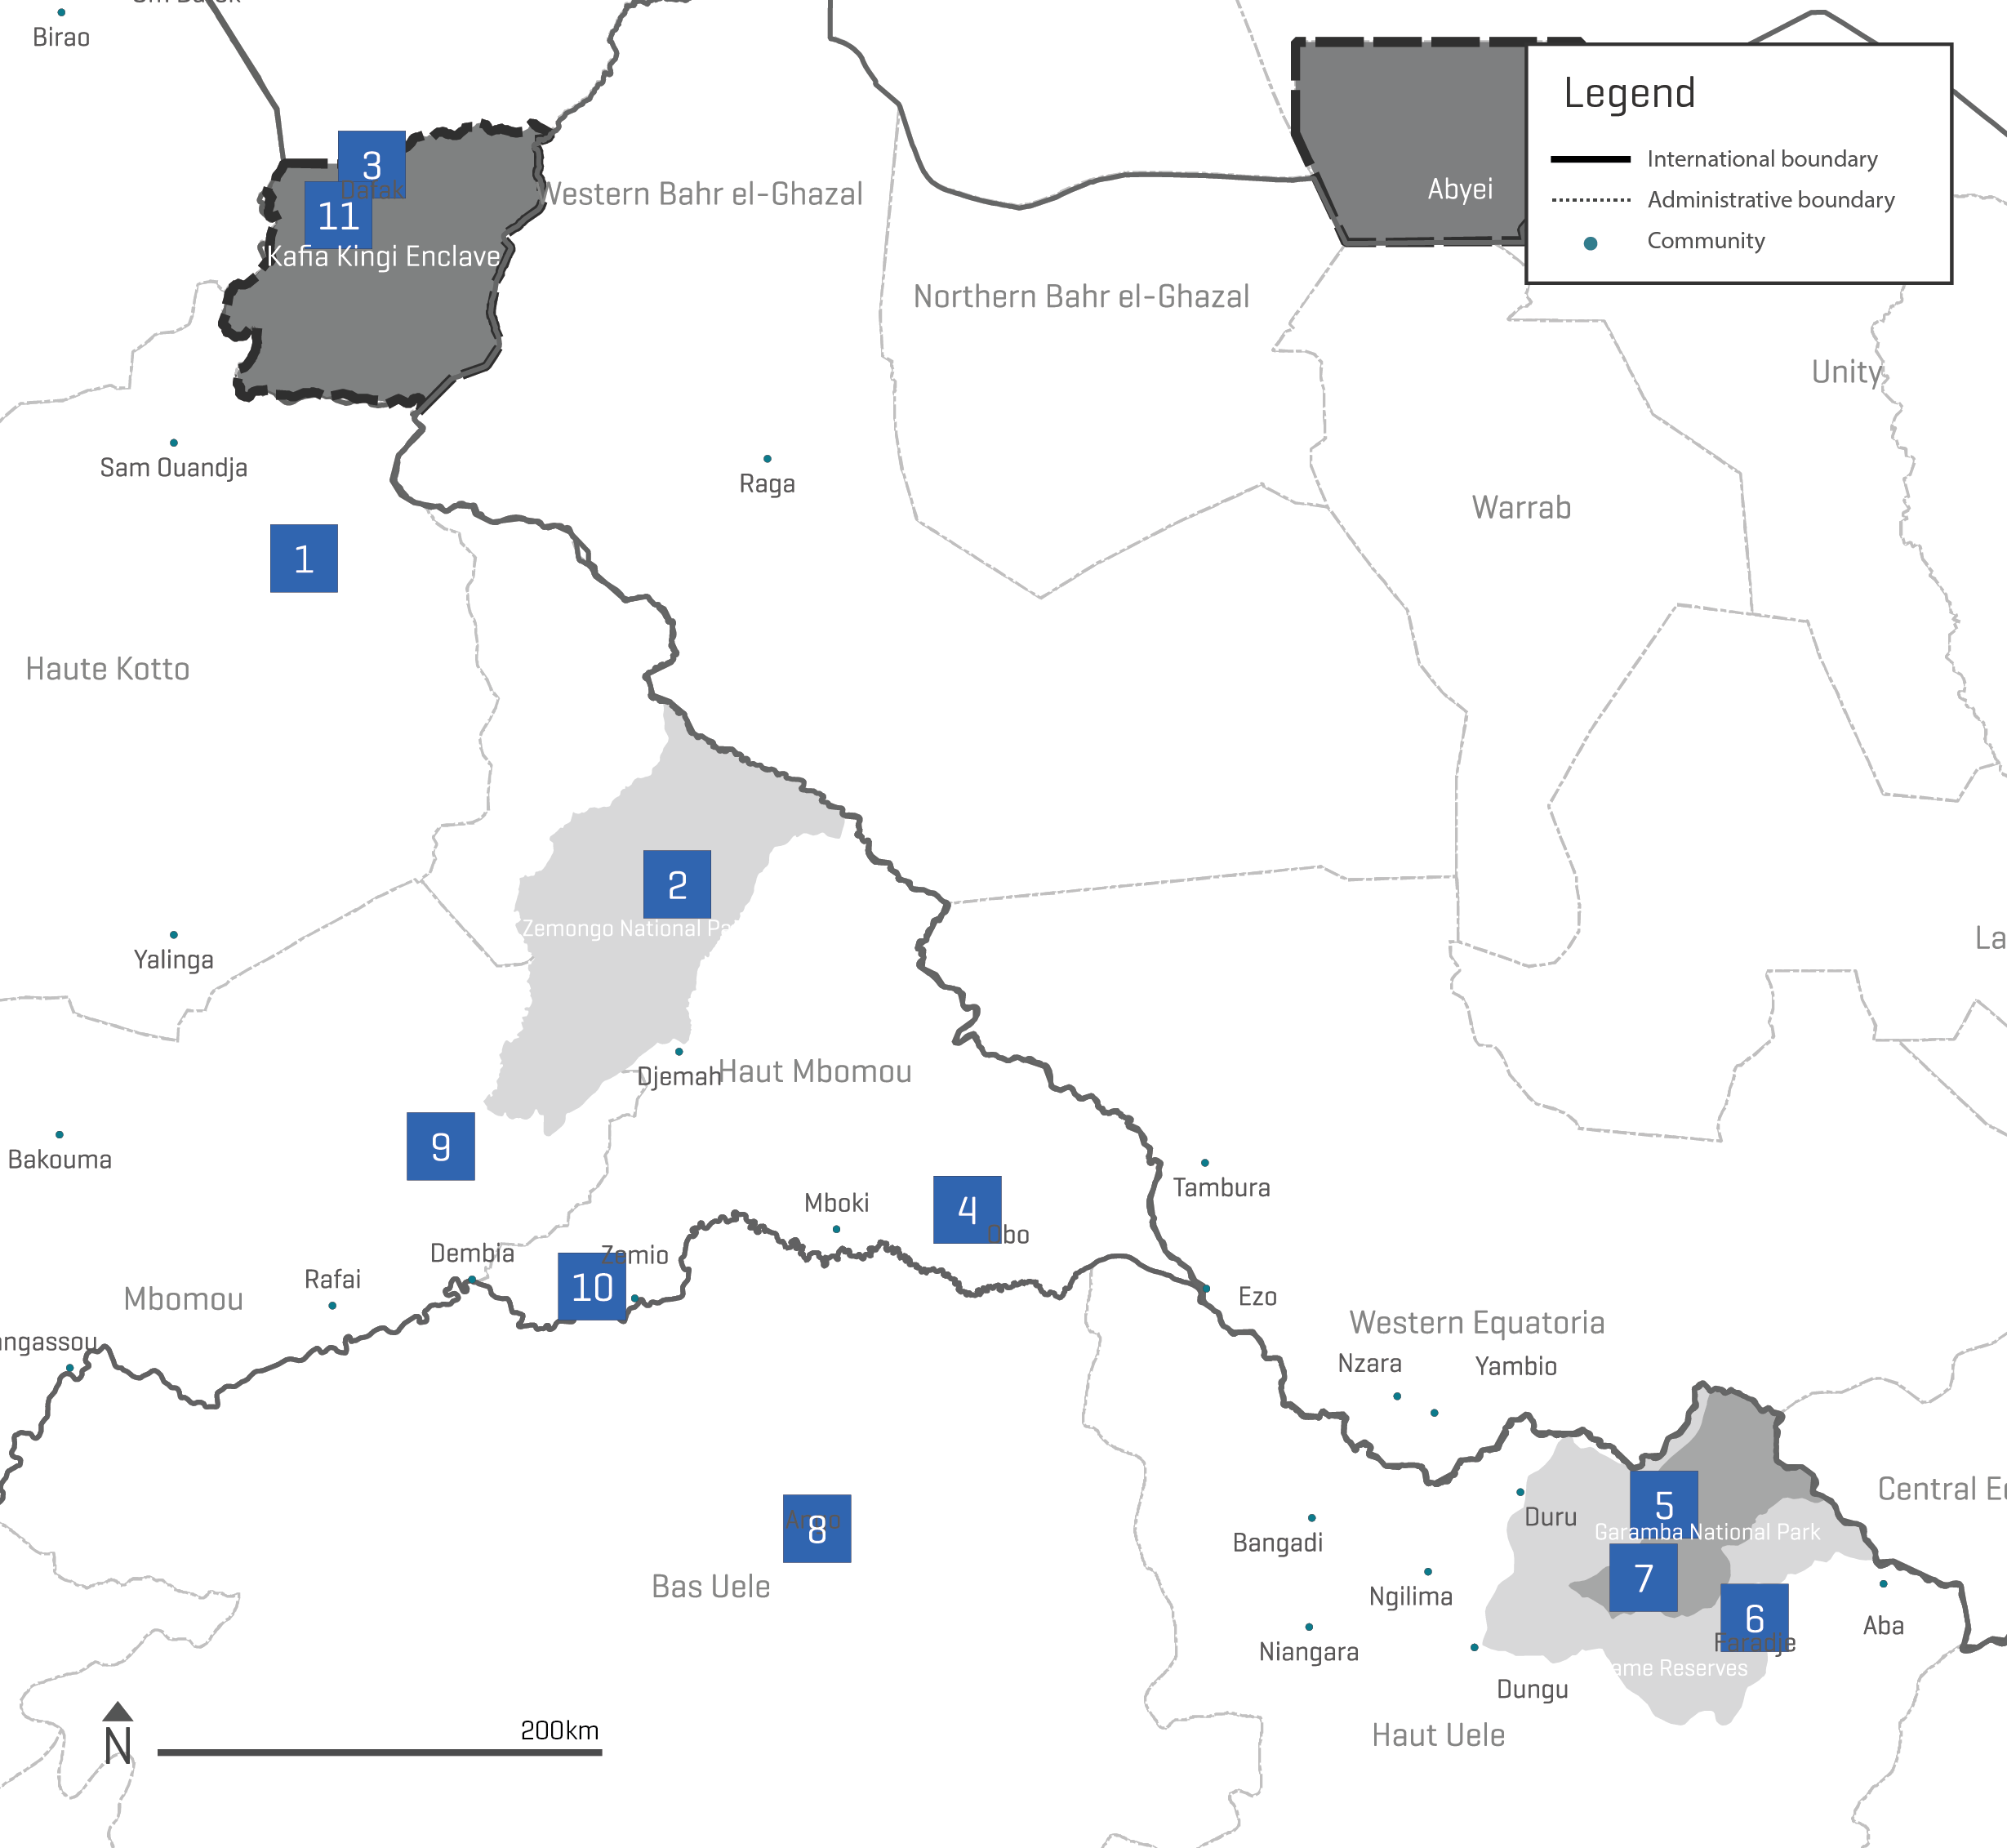 Birao
Legend
International boundary
Administrative boundary
Community
3
Western Bahr el-Ghazal
Abyei
11
Kafia Kingi Enclave
Northern Bahr el-Ghazal
Unity
Sam Ouandja
Raga
Warrab
1
Haute Kotto
2
Zemongo National Pa
La
Yalinga
Djemah
Haut Mbomou
9
Bakouma
Tambura
4
Mboki
Obo
Dembia
Zemio
10
Rafai
Mbomou
Ezo
Western Equatoria
ngassou
Nzara
Yambio
5
Central E
Duru
Garamba National Park
8
Bangadi
7
Bas Uele
Ngilima
6
Aba
Niangara
Faradje
ame Reserves
Dungu
200km
Haut Uele
N